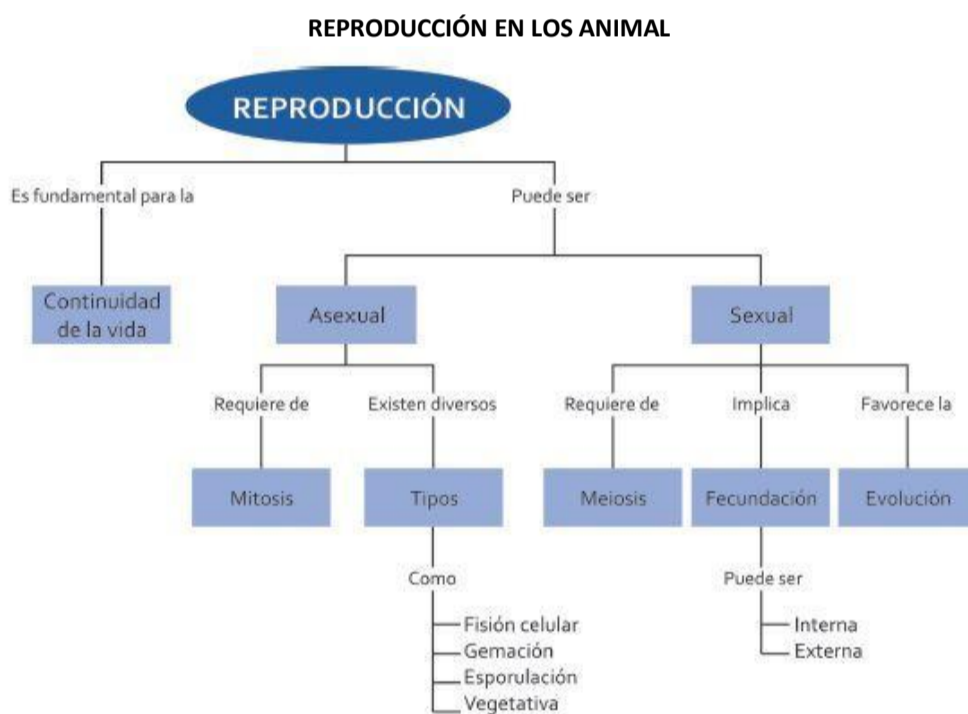 REPRODUCCIÓN EN LOS ANIMAL
REPRODUCCIÓN
Es fundamental para la
Puede ser
Continuidad
de la vida
Asexual
Sexual
Requiere de
Existen diversos
Requiere de
Implica
Favorece la
Mitosis
Tipos
Meiosis
Fecundación
Evolución
Como
Puede ser
Fisión celular
Gemación
Esporulación
Vegetativa
Interna
Externa